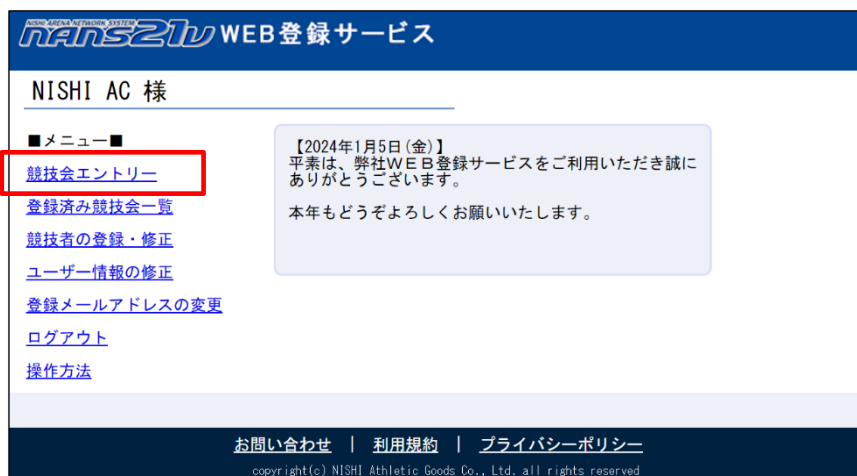 NISHI ARENA NETWORK SYSTEM
nans21v WEB登録サービス
NISHI AC 様
■メニュー■
競技会エントリー
登録済み競技会一覧
競技者の登録・修正
ユーザー情報の修正
登録メールアドレスの変更
ログアウト
操作方法
【2024年1月5日(金)】
平素は、弊社ＷＥＢ登録サービスをご利用いただき誠に
ありがとうございます。
本年もどうぞよろしくお願いいたします。
お問い合わせ | 利用規約 | プライバシーポリシー
copyright(c) NISHI Athletic Goods Co., Ltd. all rights reserved